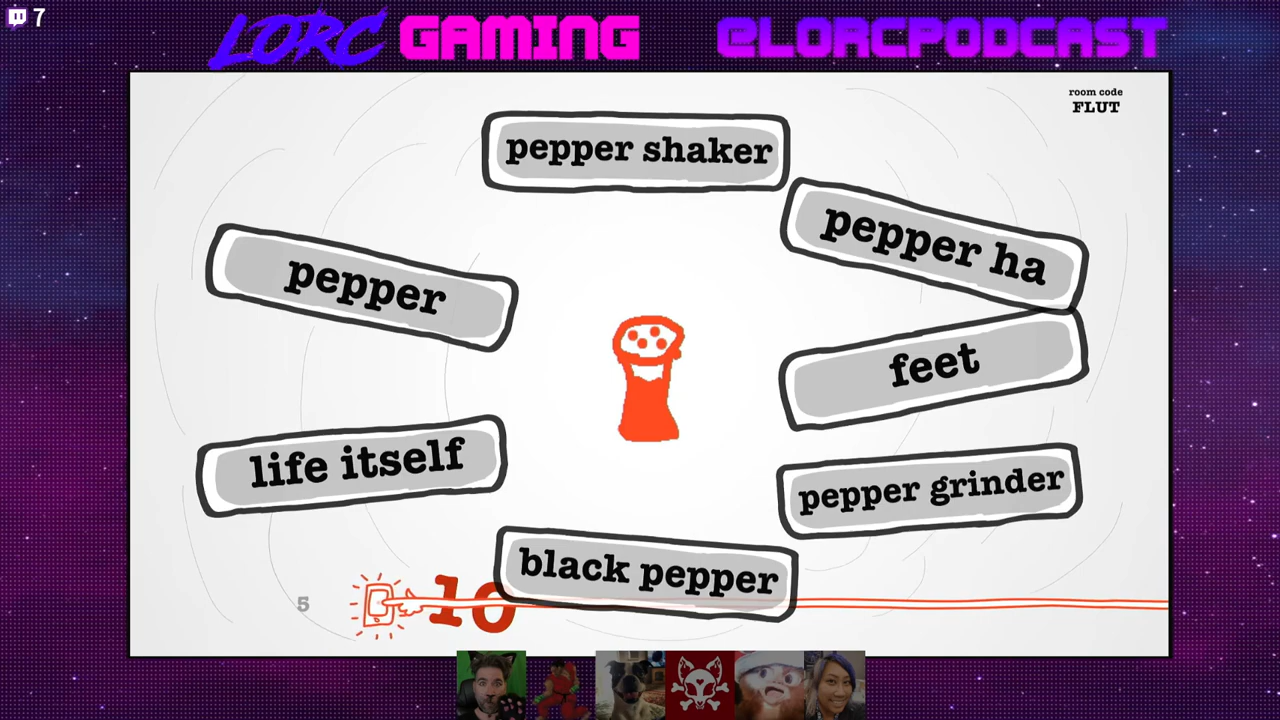 7
LORC GAMING
@LORCPODCAST
room code
FLUT
pepper shaker
pepper ha
pepper
feet
life itself
pepper grinder
black pepper
5
10